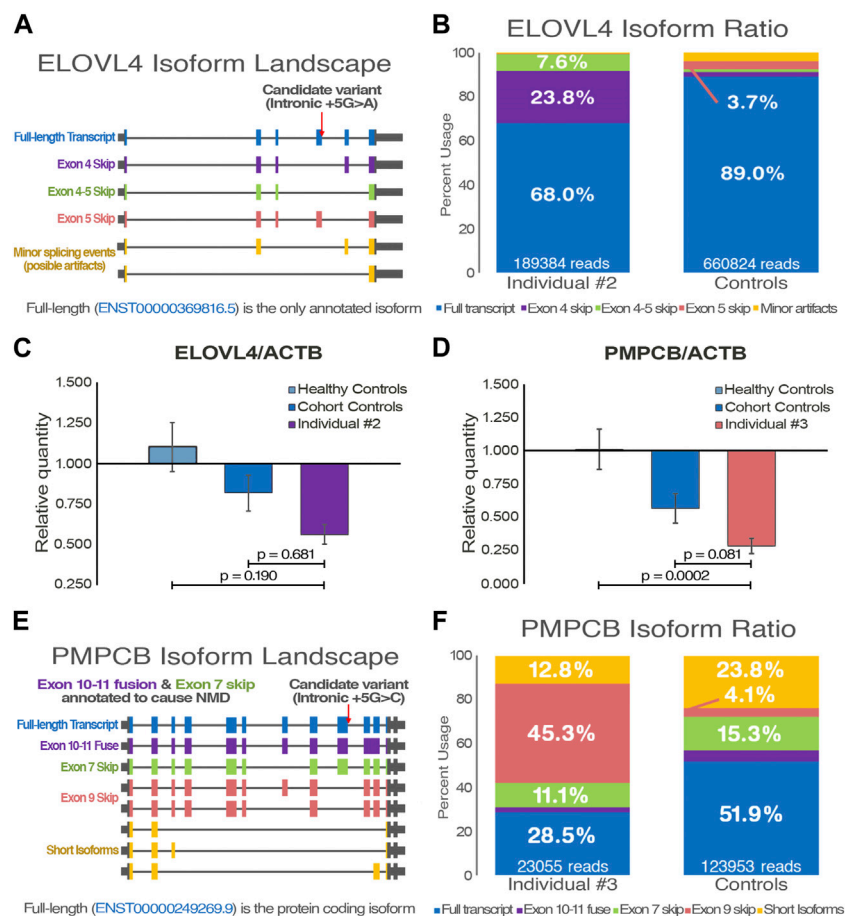 A
ELOVL4 Isoform Landscape
Candidate variant
(Intronic +5G>A)
Full-length Transcript
Exon 4 Skip
Exon 4-5 Skip
Exon 5 Skip
Minor splicing events
(posible artifacts)
Full-length (ENST00000369816.5) is the only annotated isoform
B
ELOVL4 Isoform Ratio
Percent Usage
100
80
60
40
20
0
7.6%
23.8%
68.0%
189384 reads
Individual #2
3.7%
89.0%
660824 reads
Controls
Full transcript Exon 4 skip Exon 4-5 skip Exon 5 skip Minor artifacts
C
ELOVL4/ACTB
Relative quantity
1.500
1.250
1.000
0.750
0.500
0.250
Healthy Controls
Cohort Controls
Individual #2
p = 0.681
p = 0.190
D
PMPCB/ACTB
Relative quantity
1.500
1.250
1.000
0.750
0.500
0.250
0.000
Healthy Controls
Cohort Controls
Individual #3
p = 0.081
p = 0.0002
E
PMPCB Isoform Landscape
Exon 10-11 fusion & Exon 7 skip
annotated to cause NMD
Candidate variant
(Intronic +5G>C)
Full-length Transcript
Exon 10-11 Fuse
Exon 7 Skip
Exon 9 Skip
Short Isoforms
Full-length (ENST00000249269.9) is the protein coding isoform
F
PMPCB Isoform Ratio
Percent Usage
100
80
60
40
20
0
12.8%
45.3%
11.1%
28.5%
23055 reads
Individual #3
23.8%
4.1%
15.3%
51.9%
123953 reads
Controls
Full transcript Exon 10-11 fuse Exon 7 skip Exon 9 skip Short Isoforms